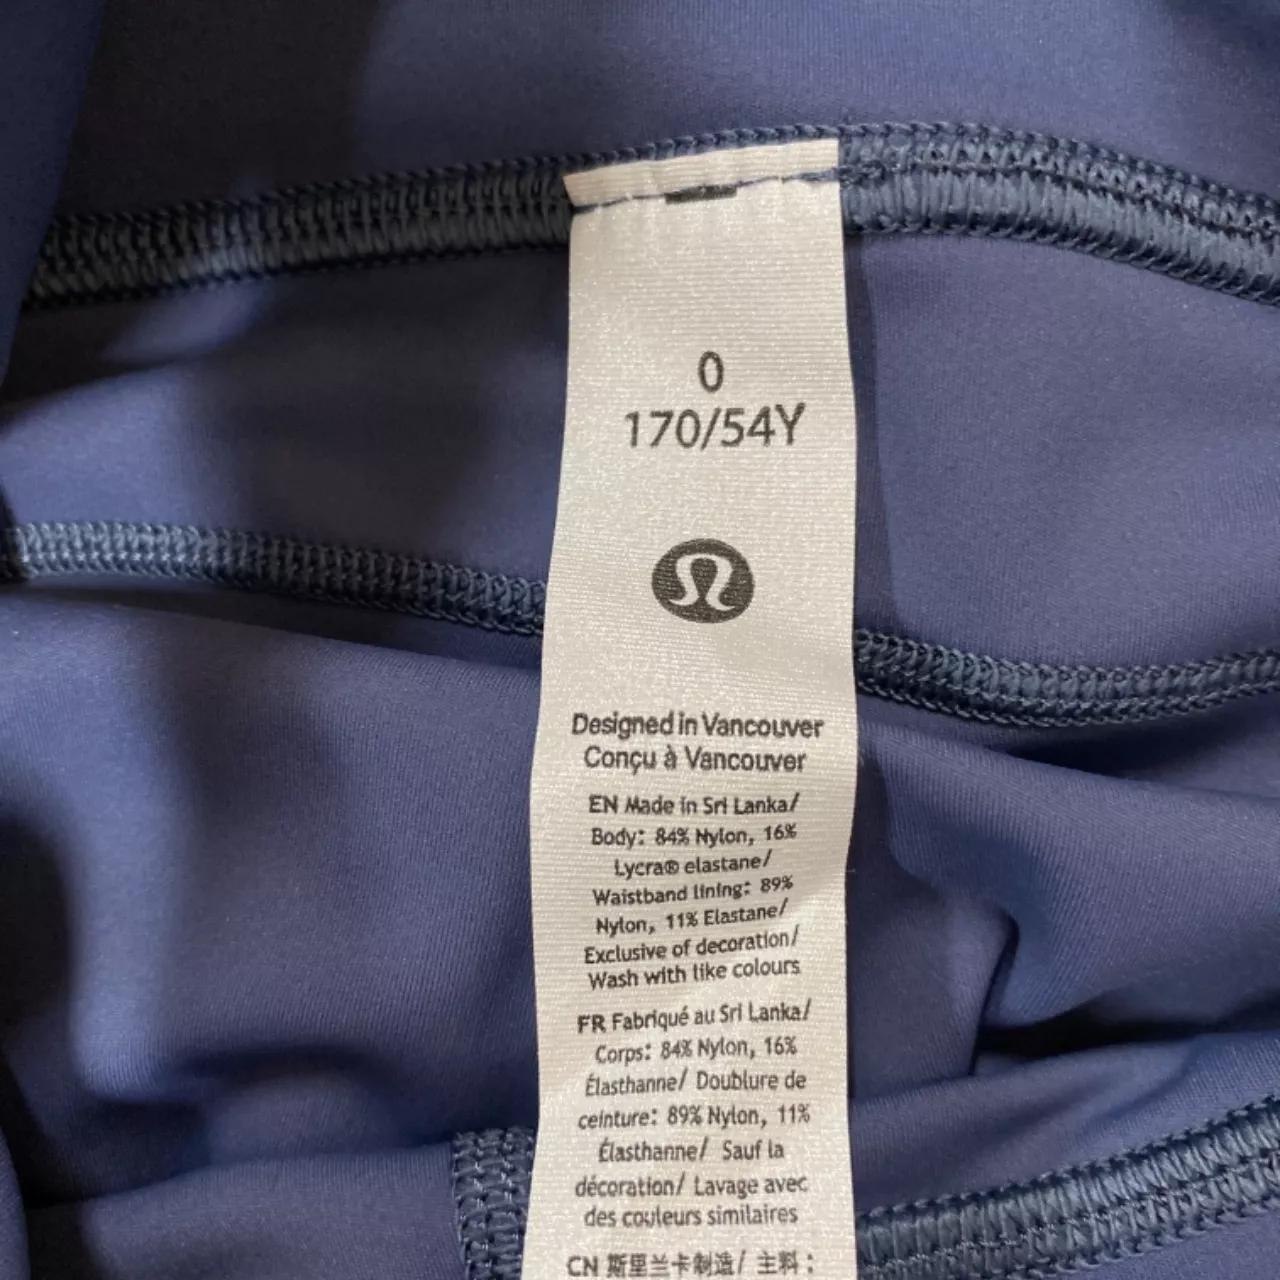 0
170/54Y
Designed in Vancouver
Conçu à Vancouver
EN Made in Sri Lanka/
Body: 84% Nylon, 16%
Lycra® elastane/
Waistband lining: 89%
Nylon, 11% Elastane/
Exclusive of decoration/
Wash with like colours
FR Fabriqué au Sri Lanka/
Corps: 84% Nylon, 16%
Élasthanne/ Doublure de
ceinture: 89% Nylon, 11%
Élasthanne/ Sauf la
décoration/ Lavage avec
des couleurs similaires
CN 斯里兰卡制造/ 主料：